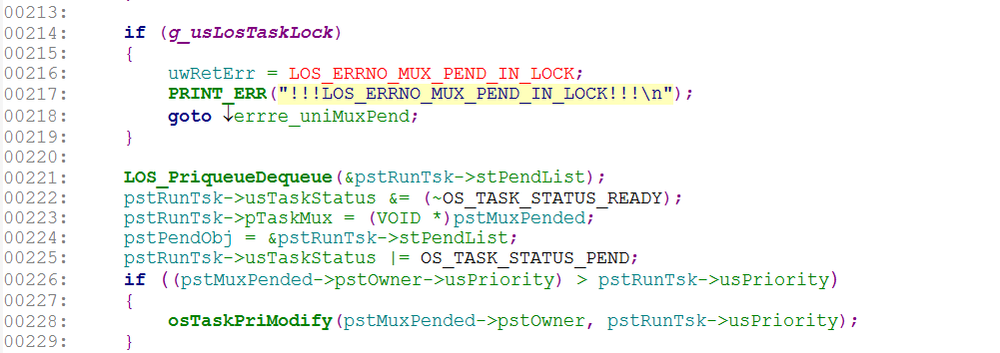 00213:
00214: if (g_usLosTaskLock)
00215: {
00216: uwRetErr = LOS_ERRNO_MUX_PEND_IN_LOCK;
00217: PRINT_ERR("!!!LOS_ERRNO_MUX_PEND_IN_LOCK!!!\n");
00218: goto ↓errre_uniMuxPend;
00219: }
00220:
00221: LOS_PriqueueDequeue(&pstRunTsk->stPendList);
00222: pstRunTsk->usTaskStatus &= (~OS_TASK_STATUS_READY);
00223: pstRunTsk->pTaskMux = (VOID *)pstMuxPended;
00224: pstPendObj = &pstRunTsk->stPendList;
00225: pstRunTsk->usTaskStatus |= OS_TASK_STATUS_PEND;
00226: if ((pstMuxPended->pstOwner->usPriority) > pstRunTsk->usPriority)
00227: {
00228: osTaskPriModify(pstMuxPended->pstOwner, pstRunTsk->usPriority);
00229: }